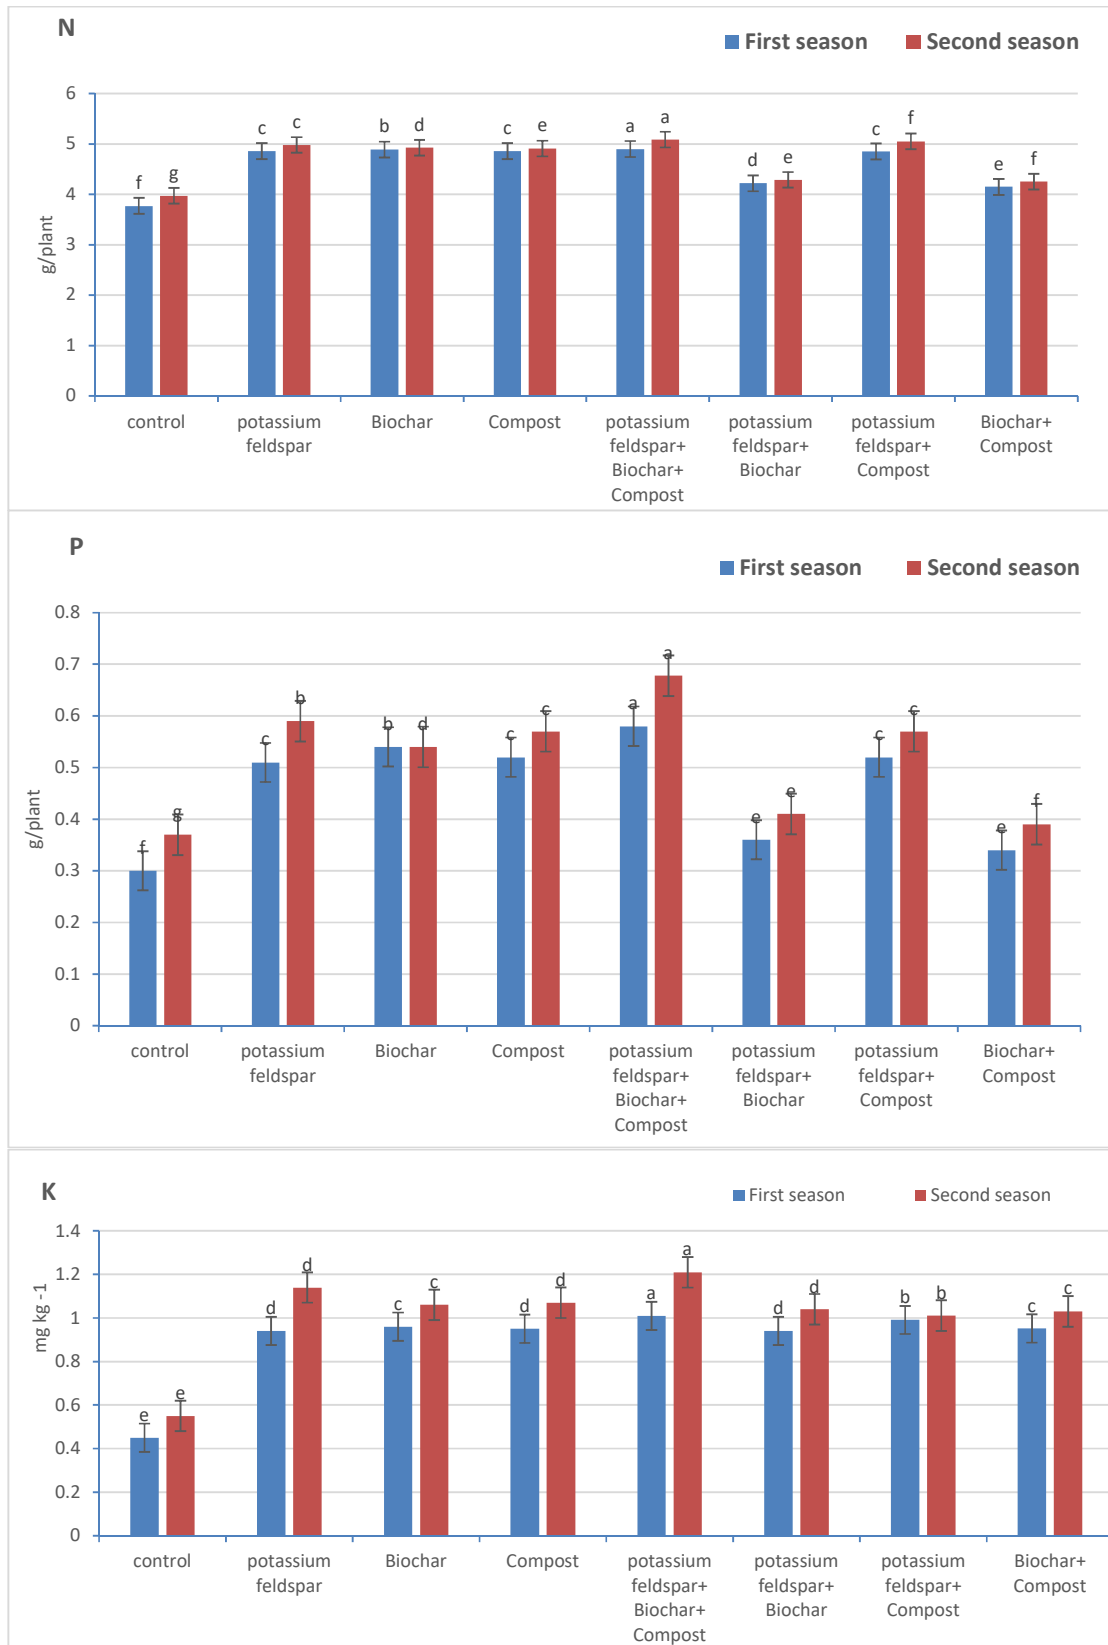 N
First season Second season
6
5
4
3
2
1
0
g/plant
f g c c b d c e a a d e c f e f
control potassium Biochar Compost potassium potassium potassium Biochar+
feldspar feldspar+ feldspar+ feldspar+ Compost
Biochar+ Biochar Compost
Compost
P
First season Second season
0.8
0.7
0.6
0.5
0.4
0.3
0.2
0.1
0
g/plant
f g c b b d c c a a e e c c e f
control potassium Biochar Compost potassium potassium potassium Biochar+
feldspar feldspar+ feldspar+ feldspar+ Compost
Biochar+ Biochar Compost
Compost
K
First season Second season
1.4
1.2
1
0.8
0.6
0.4
0.2
0
mg kg -1
e e d d c c d d a a d d b b c c
control potassium Biochar Compost potassium potassium potassium Biochar+
feldspar feldspar+ feldspar+ feldspar+ Compost
Biochar+ Biochar Compost
Compost